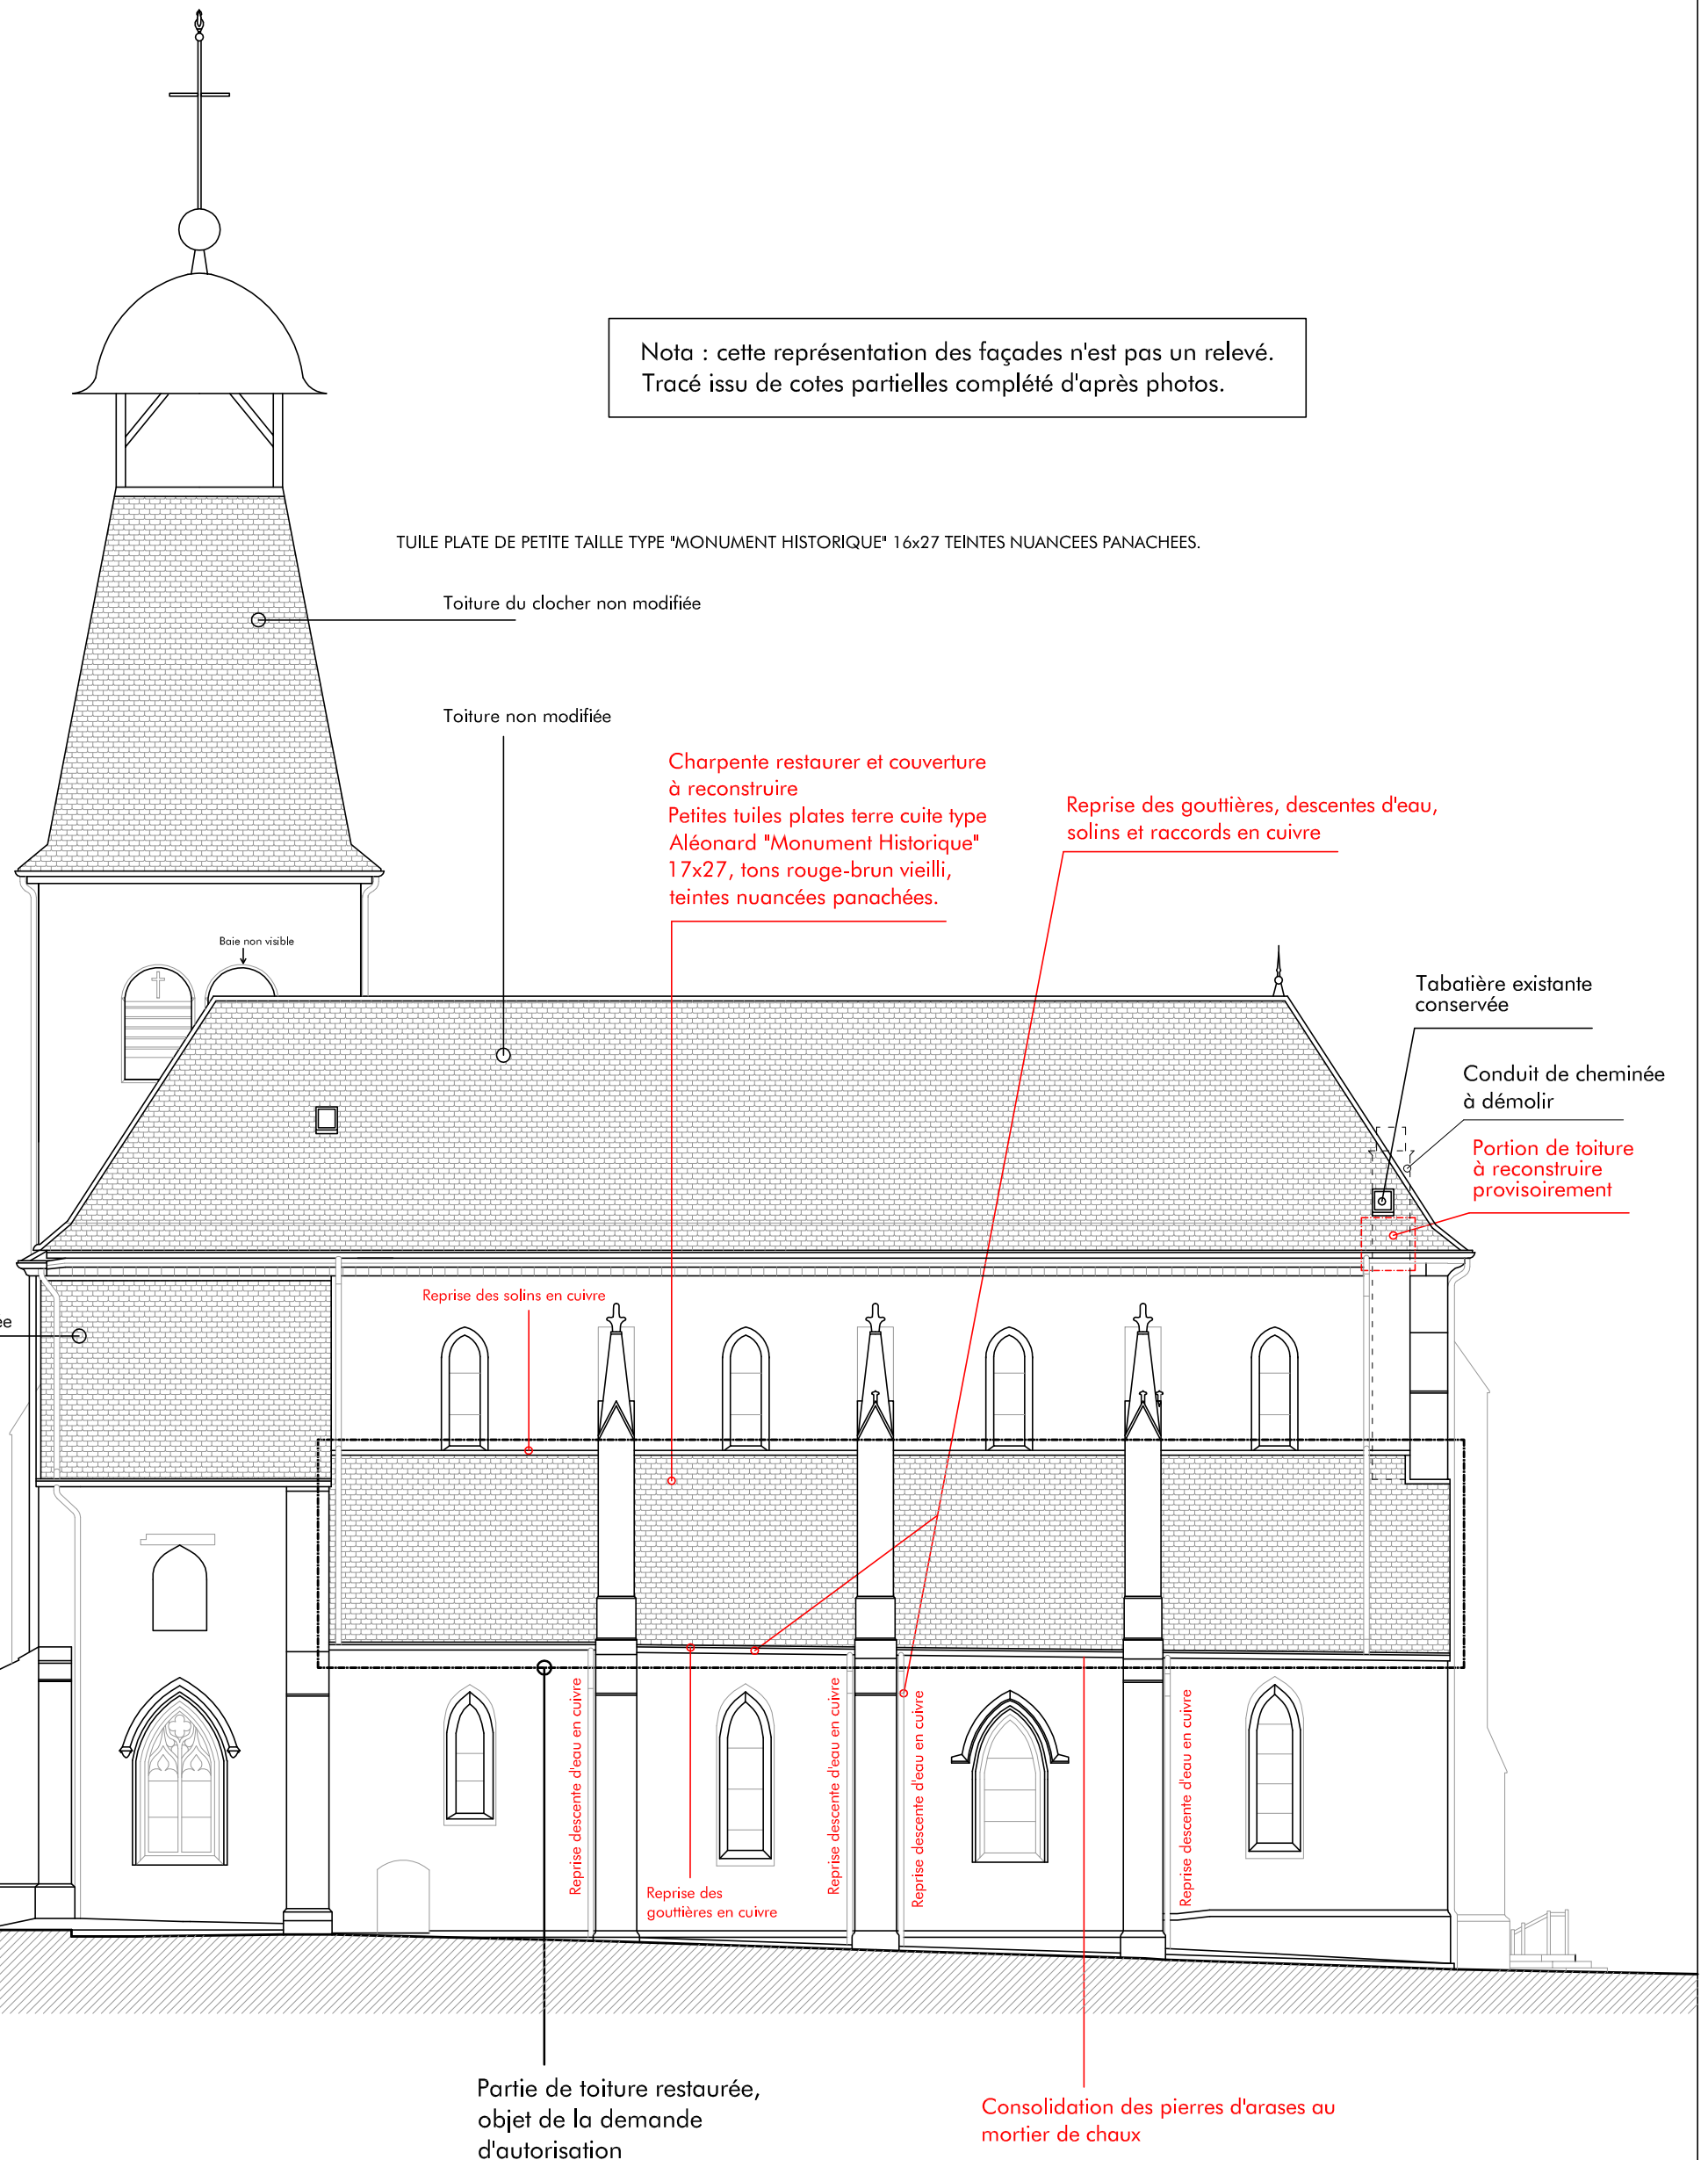 Nota : cette représentation des façades n'est pas un relevé.
Tracé issu de cotes partielles complété d'après photos.
TUILE PLATE DE PETITE TAILLE TYPE "MONUMENT HISTORIQUE" 16x27 TEINTES NUANCEES PANACHEES.
Toiture du clocher non modifiée
Toiture non modifiée
Charpente restaurer et couverture
à reconstruire
Petites tuiles plates terre cuite type
Aléonard "Monument Historique"
17x27, tons rouge-brun vieilli,
teintes nuancées panachées.
Reprise des gouttières, descentes d'eau,
solins et raccords en cuivre
Baie non visible
Tabatière existante
conservée
Conduit de cheminée
à démolir
Portion de toiture
à reconstruire
provisoirement
Reprise des solins en cuivre
Reprise descente d'eau en cuivre
Reprise descente d'eau en cuivre
Reprise descente d'eau en cuivre
Reprise descente d'eau en cuivre
Reprise des
gouttières en cuivre
Partie de toiture restaurée,
objet de la demande
d'autorisation
Consolidation des pierres d'arases au
mortier de chaux